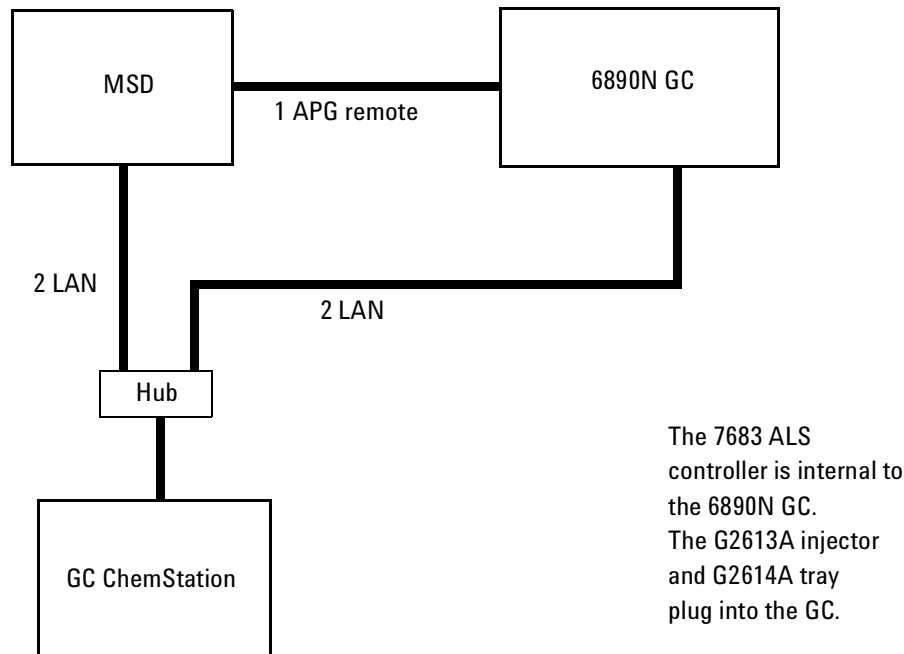 MSD
6890N GC
1 APG remote
2 LAN
2 LAN
Hub
The 7683 ALS
controller is internal to
the 6890N GC.
The G2613A injector
and G2614A tray
plug into the GC.
GC ChemStation